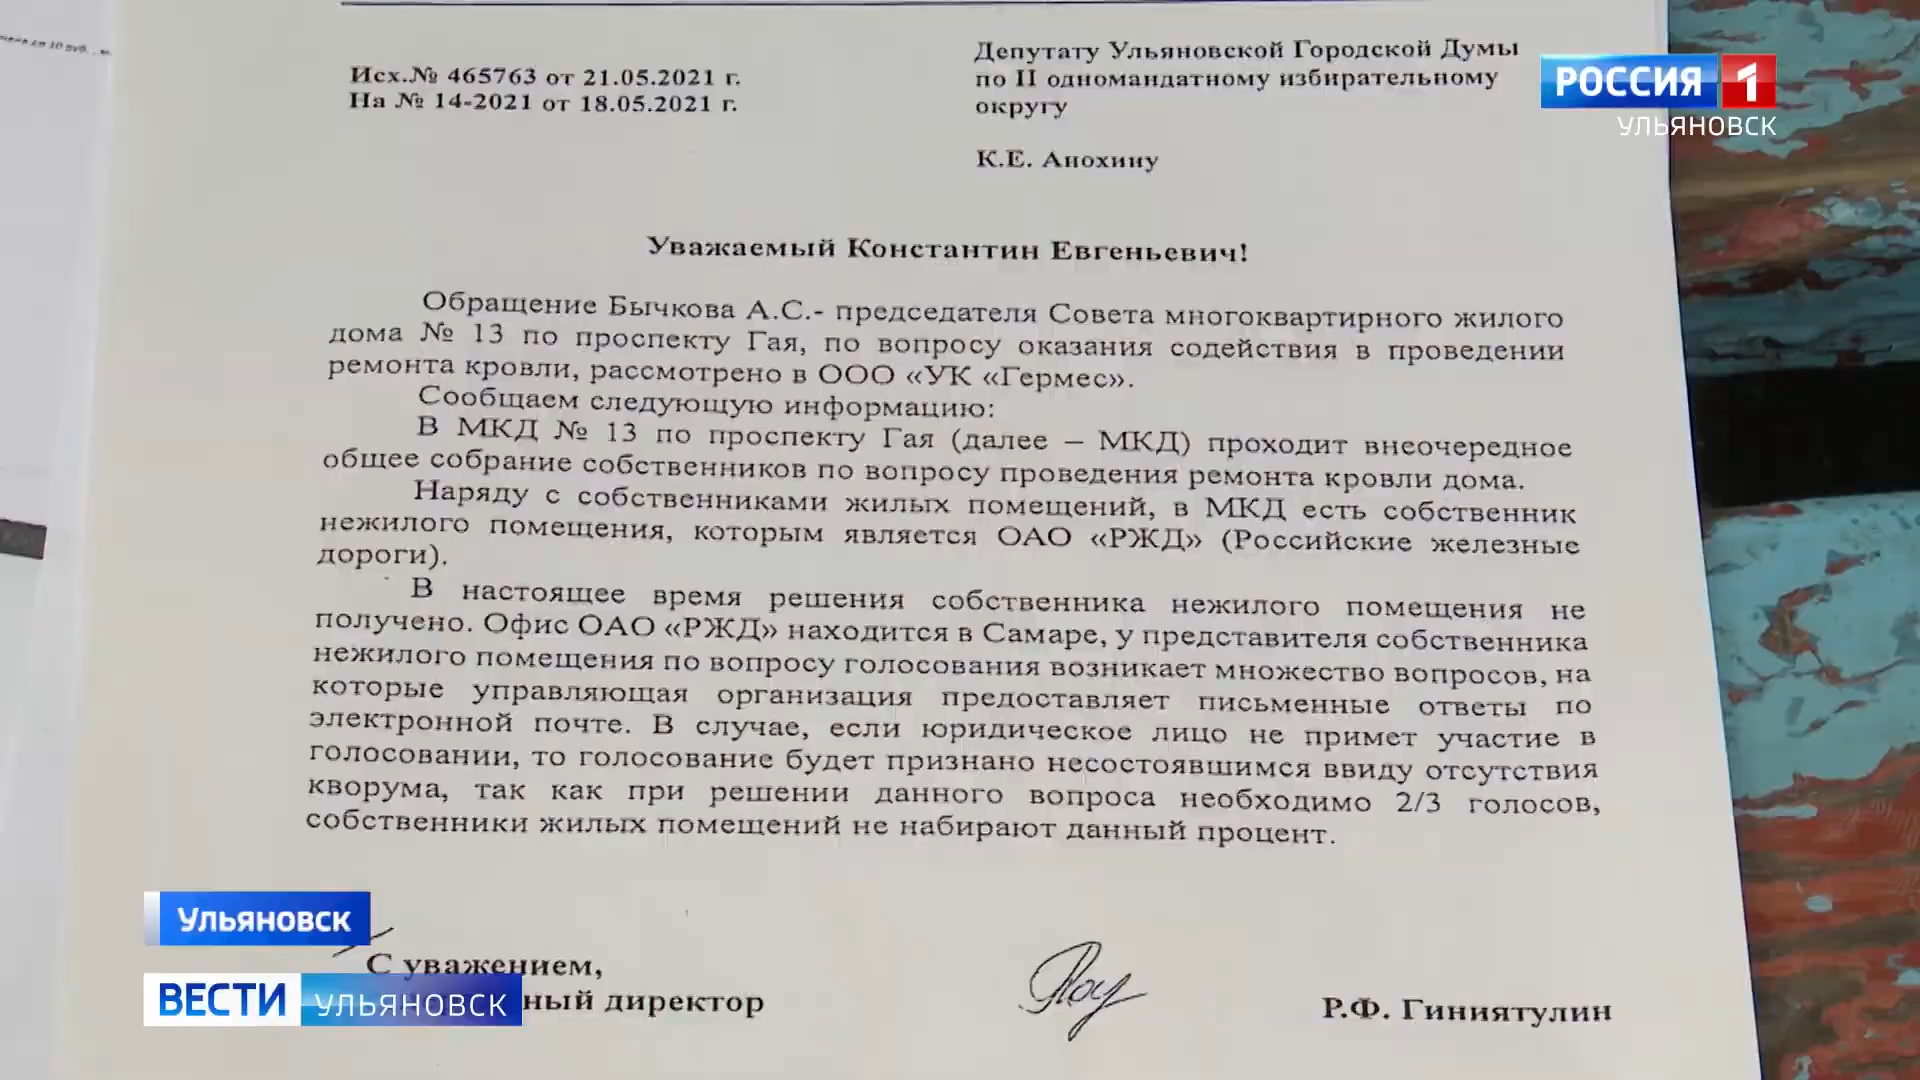 Депутату Ульяновской Городской Думы
по II одномандатному избирательному
округу
К.Е. Анохину
Исх.№ 465763 от 21.05.2021 г.
На № 14-2021 от 18.05.2021 г.
РОССИЯ 1
УЛЬЯНОВСК
Уважаемый Константин Евгеньевич!
Обращение Бычкова А.С.- председателя Совета многоквартирного жилого
дома № 13 по проспекту Гая, по вопросу оказания содействия в проведении
ремонта кровли, рассмотрено в ООО «УК «Гермес».
Сообщаем следующую информацию:
В МКД № 13 по проспекту Гая (далее – МКД) проходит внеочередное
общее собрание собственников по вопросу проведения ремонта кровли дома.
Наряду с собственниками жилых помещений, в МКД есть собственник
нежилого помещения, которым является ОАО «РЖД» (Российские железные
дороги).
В настоящее время решения собственника нежилого помещения не
получено. Офис ОАО «РЖД» находится в Самаре, у представителя собственника
нежилого помещения по вопросу голосования возникает множество вопросов, на
которые управляющая организация предоставляет письменные ответы по
электронной почте. В случае, если юридическое лицо не примет участие в
голосовании, то голосование будет признано несостоявшимся ввиду отсутствия
кворума, так как при решении данного вопроса необходимо 2/3 голосов,
собственники жилых помещений не набирают данный процент.
Ульяновск
С уважением,
ный директор
Р.Ф. Гиниятулин
ВЕСТИ УЛЬЯНОВСК